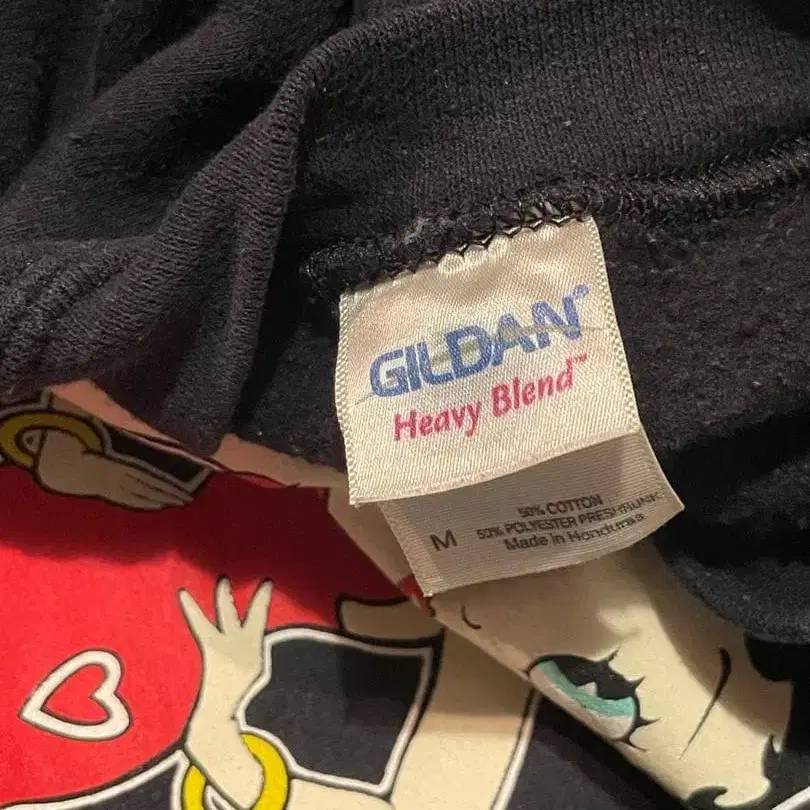 GILDAN®
Heavy Blend™
50% COTTON
M 50% POLYESTER PRESHRUNK
Made in Honduras